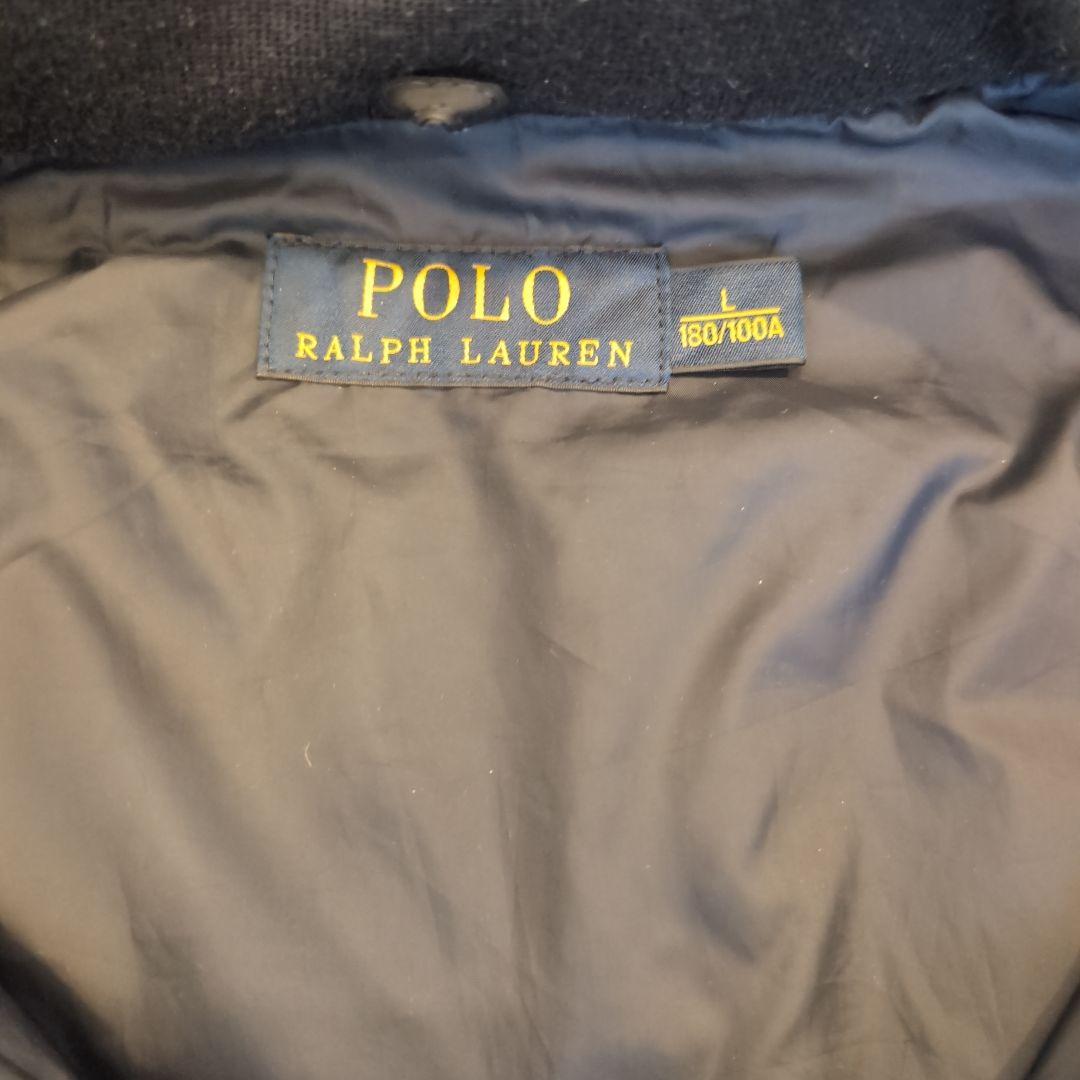 POLO
RALPH LAUREN
L
180/100A